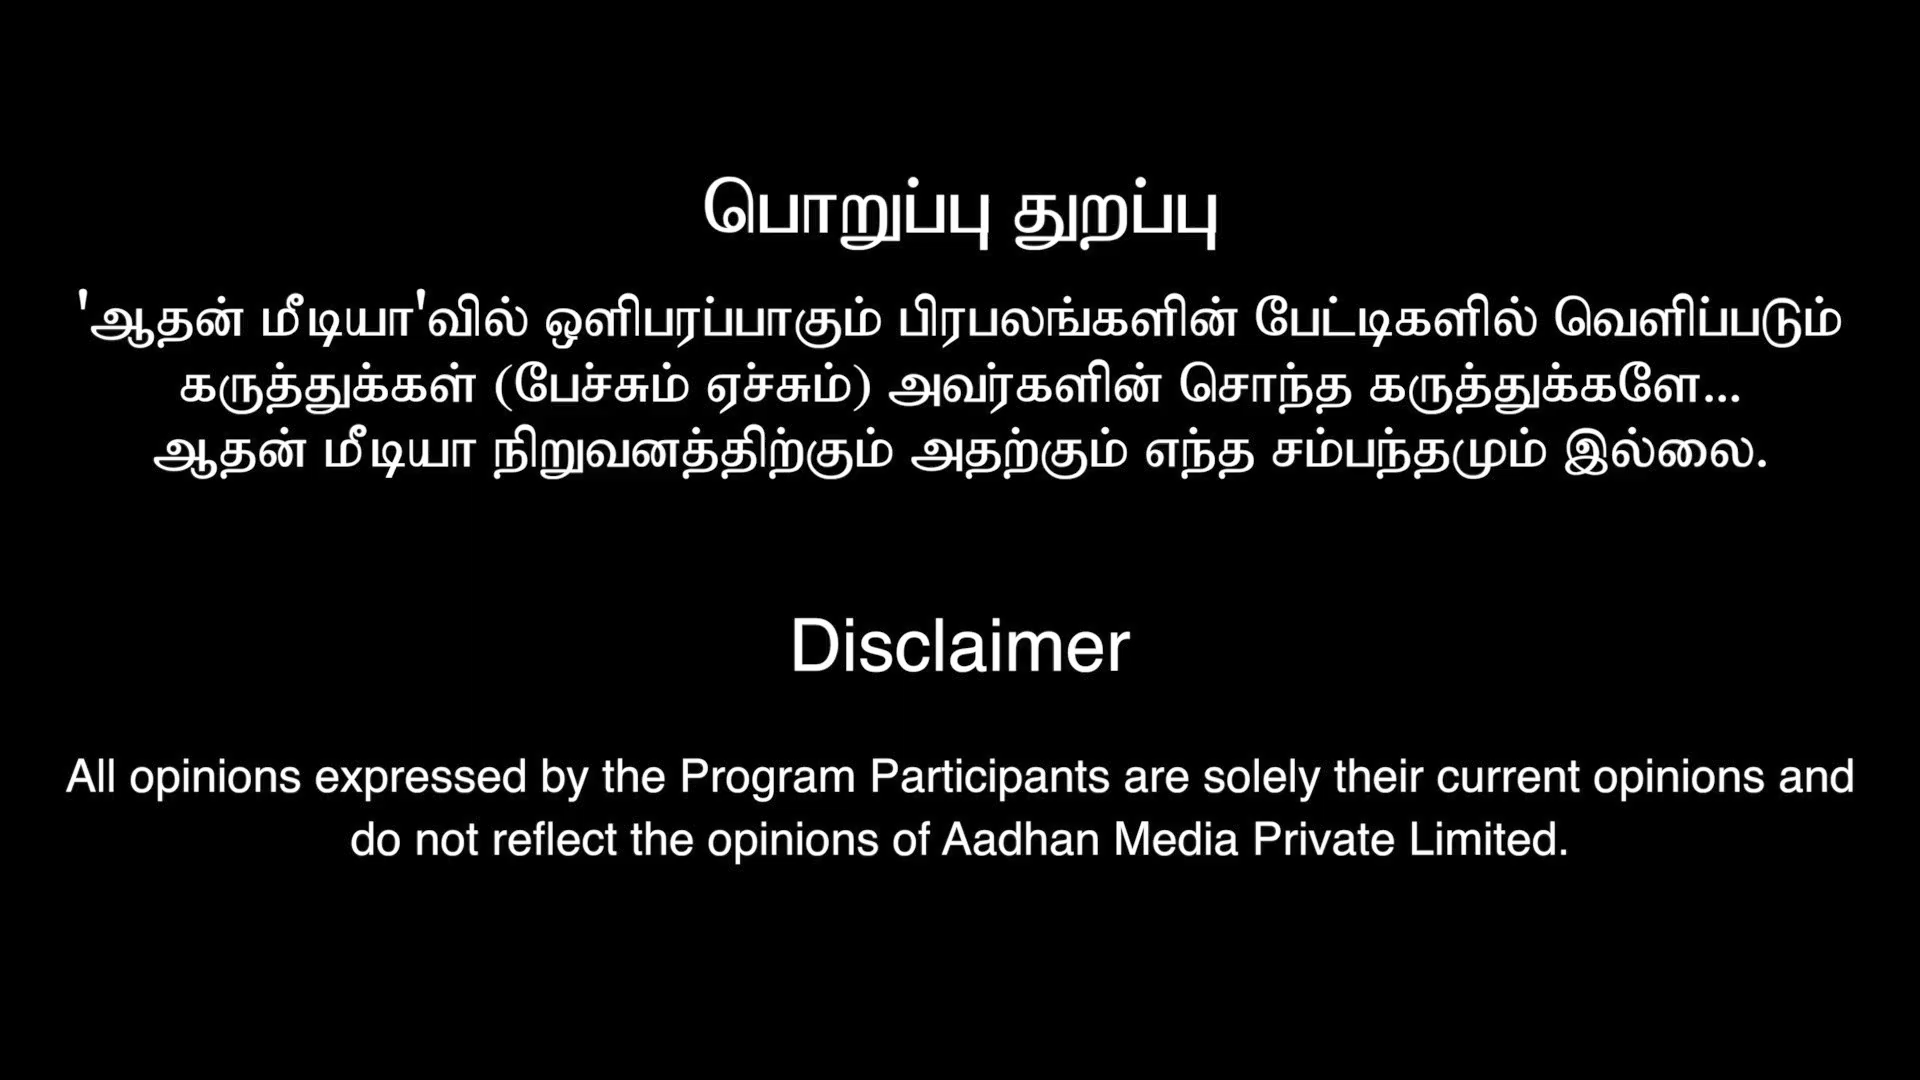 பொறுப்பு துறப்பு
'ஆதன் மீடியா'வில் ஒளிபரப்பாகும் பிரபலங்களின் பேட்டிகளில் வெளிப்படும்
கருத்துக்கள் (பேச்சும் ஏச்சும்) அவர்களின் சொந்த கருத்துக்களே...
ஆதன் மீடியா நிறுவனத்திற்கும் அதற்கும் எந்த சம்பந்தமும் இல்லை.
Disclaimer
All opinions expressed by the Program Participants are solely their current opinions and
do not reflect the opinions of Aadhan Media Private Limited.